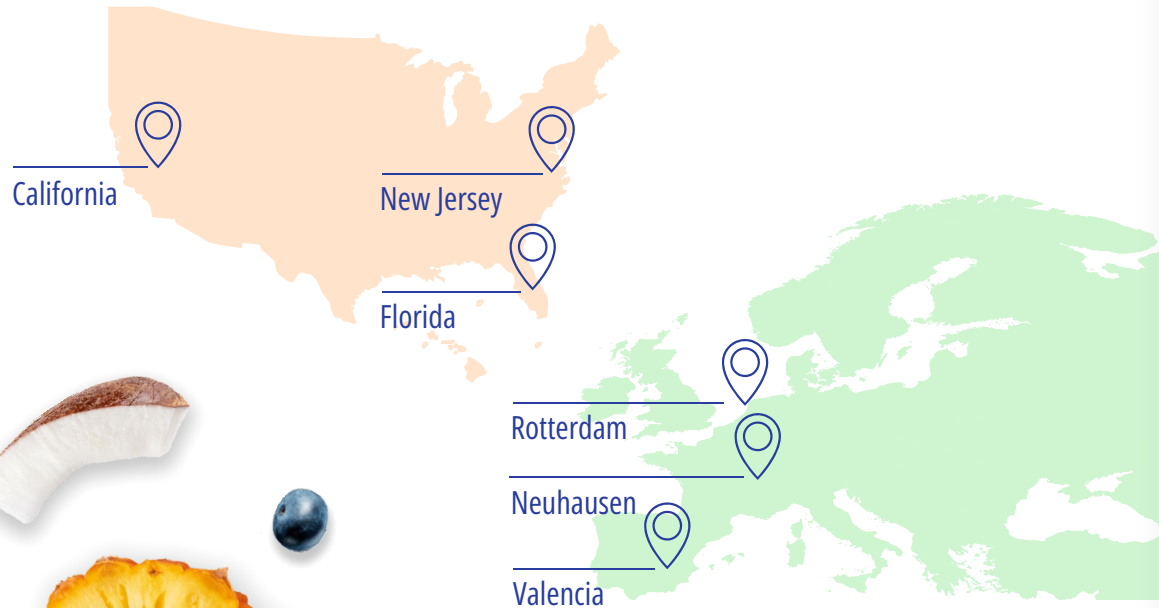 California
New Jersey
Florida
Rotterdam
Neuhausen
Valencia